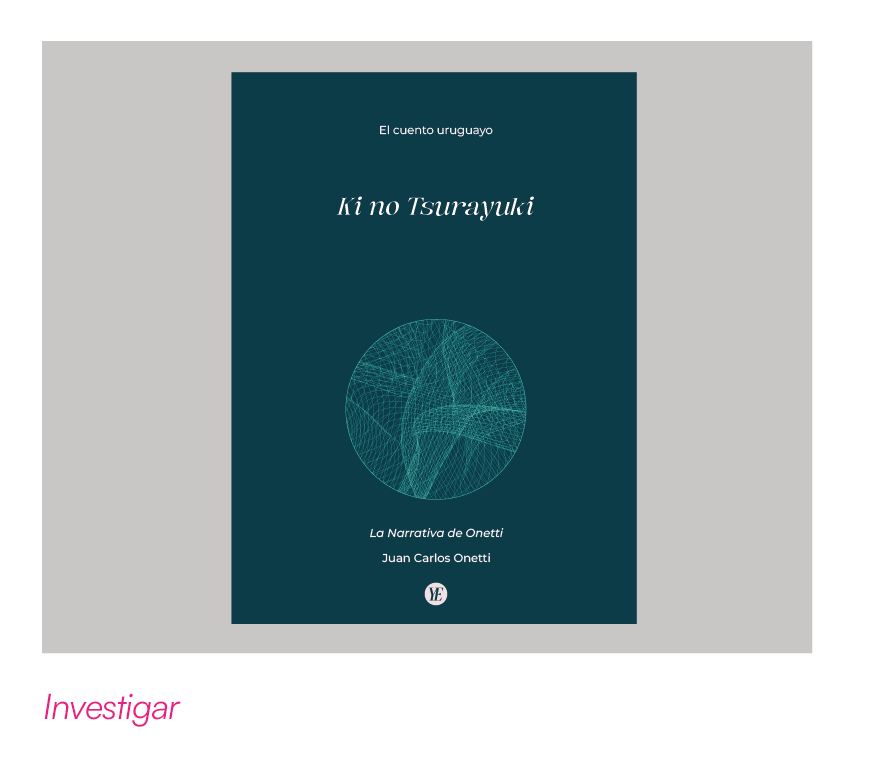 El cuento uruguayo
Ki no Tsurayuki
La Narrativa de Onetti
Juan Carlos Onetti
YE
Investigar